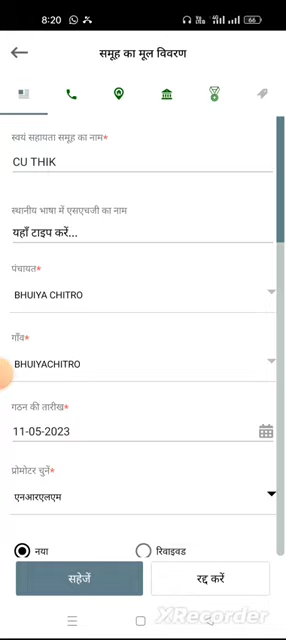 8:20
66
समूह का मूल विवरण
स्वयं सहायता समूह का नाम*
CU THIK
स्थानीय भाषा में एसएचजी का नाम
यहाँ टाइप करें...
पंचायत*
BHUIYA CHITRO
गाँव*
BHUIYACHITRO
गठन की तारीख*
11-05-2023
प्रोमोटर चुनें*
एनआरएलएम
नया रिवाइवड
सहेजें रद्द करें
XRecorder